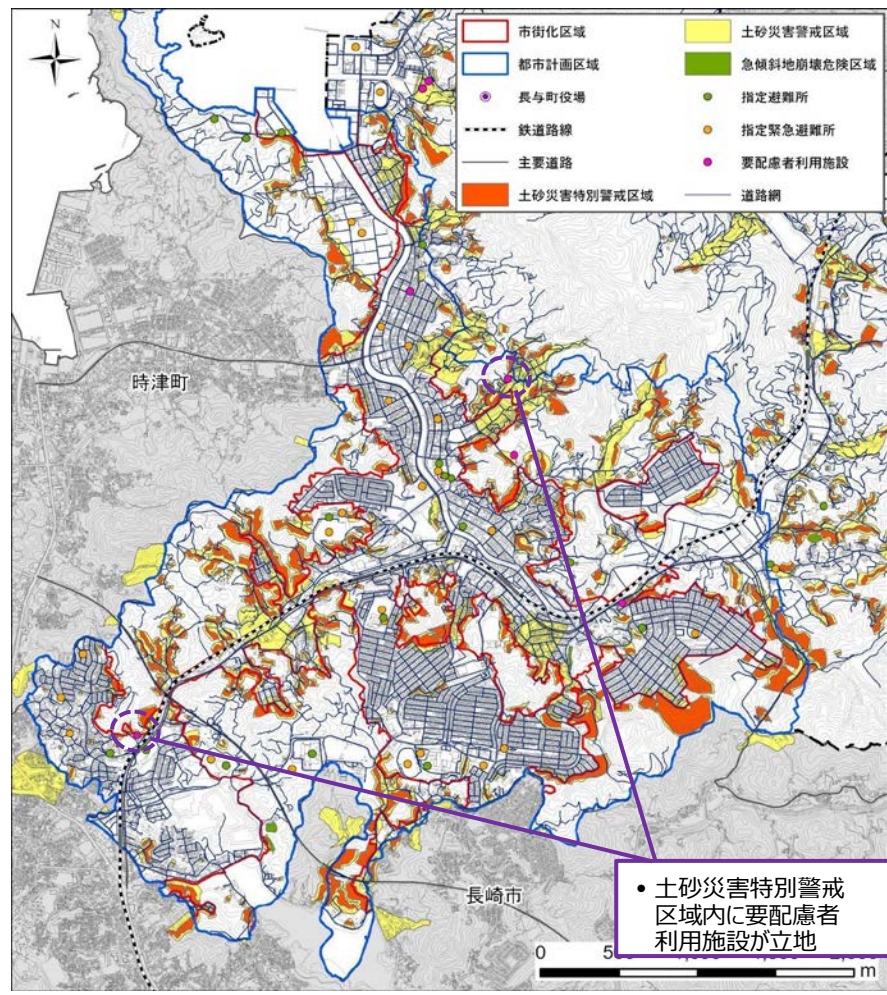 N
市街化区域
都市計画区域
長与町役場
鉄道路線
主要道路
土砂災害特別警戒区域
土砂災害警戒区域
急傾斜地崩壊危険区域
指定避難所
指定緊急避難所
要配慮者利用施設
道路網
時津町
長崎市
• 土砂災害特別警戒
区域内に要配慮者
利用施設が立地
0
m